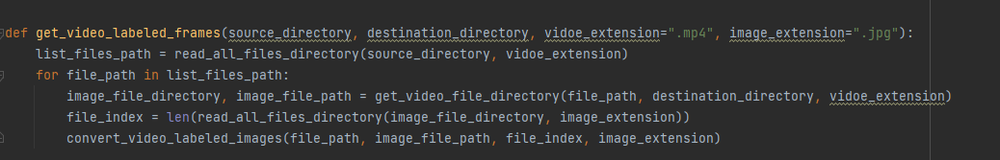 def get_video_labeled_frames(source_directory, destination_directory, vidoe_extension=".mp4", image_extension=".jpg"):
    list_files_path = read_all_files_directory(source_directory, vidoe_extension)
    for file_path in list_files_path:
        image_file_directory, image_file_path = get_video_file_directory(file_path, destination_directory, vidoe_extension)
        file_index = len(read_all_files_directory(image_file_directory, image_extension))
        convert_video_labeled_images(file_path, image_file_path, file_index, image_extension)